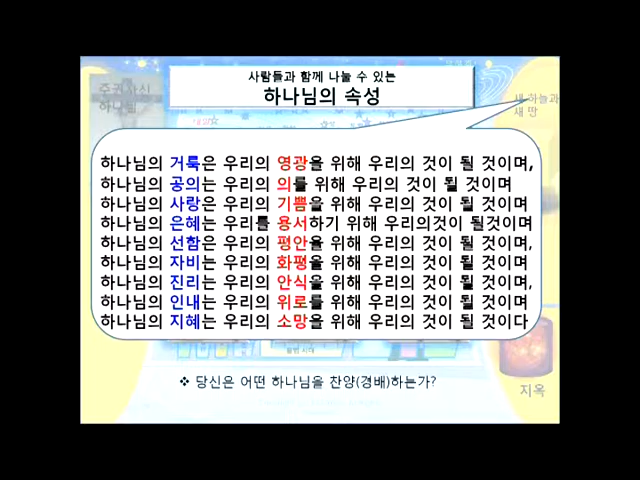 사람들과 함께 나눌 수 있는
하나님의 속성
주권자신
하나님
새 하늘과
새 땅
하나님의 거룩은 우리의 영광을 위해 우리의 것이 될 것이며,
하나님의 공의는 우리의 의를 위해 우리의 것이 될 것이며
하나님의 사랑은 우리의 기쁨을 위해 우리의 것이 될 것이며
하나님의 은혜는 우리를 용서하기 위해 우리의것이 될것이며
하나님의 선함은 우리의 평안을 위해 우리의 것이 될 것이며,
하나님의 자비는 우리의 화평을 위해 우리의 것이 될 것이며
하나님의 진리는 우리의 안식을 위해 우리의 것이 될 것이며,
하나님의 인내는 우리의 위로를 위해 우리의 것이 될 것이며
하나님의 지혜는 우리의 소망을 위해 우리의 것이 될 것이다
❖ 당신은 어떤 하나님을 찬양(경배)하는가?
지옥